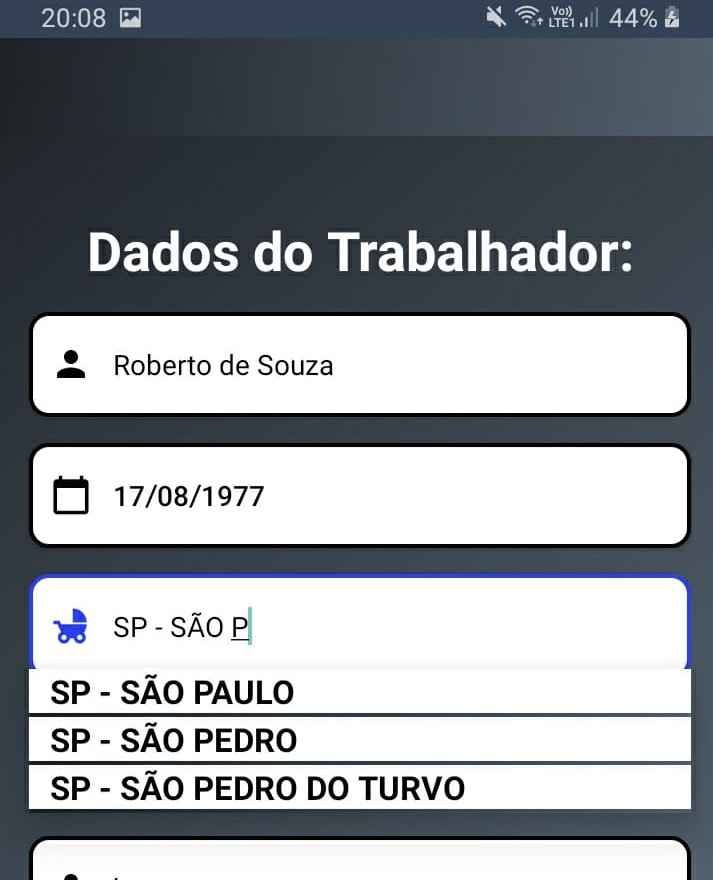 20:08 Vo)) LTE1 44%
Dados do Trabalhador:
Roberto de Souza
17/08/1977
SP - SÃO P
SP - SÃO PAULO
SP - SÃO PEDRO
SP - SÃO PEDRO DO TURVO